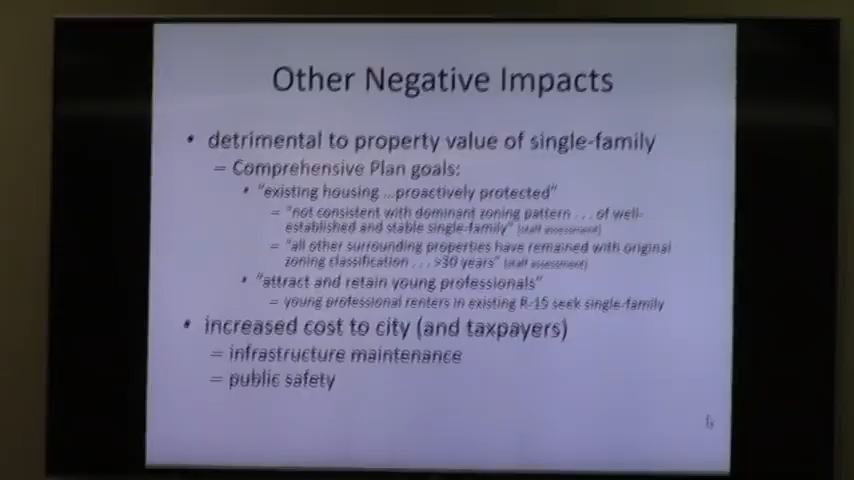 Other Negative Impacts
• detrimental to property value of single-family
– Comprehensive Plan goals:
• "existing housing ...proactively protected"
– "not consistent with dominant zoning pattern . . . of well-
established and stable single-family" (staff assessment)
– "all other surrounding properties have remained with original
zoning classification . . . >30 years" (staff assessment)
• "attract and retain young professionals"
– young professional renters in existing R-15 seek single-family
• increased cost to city (and taxpayers)
– infrastructure maintenance
– public safety